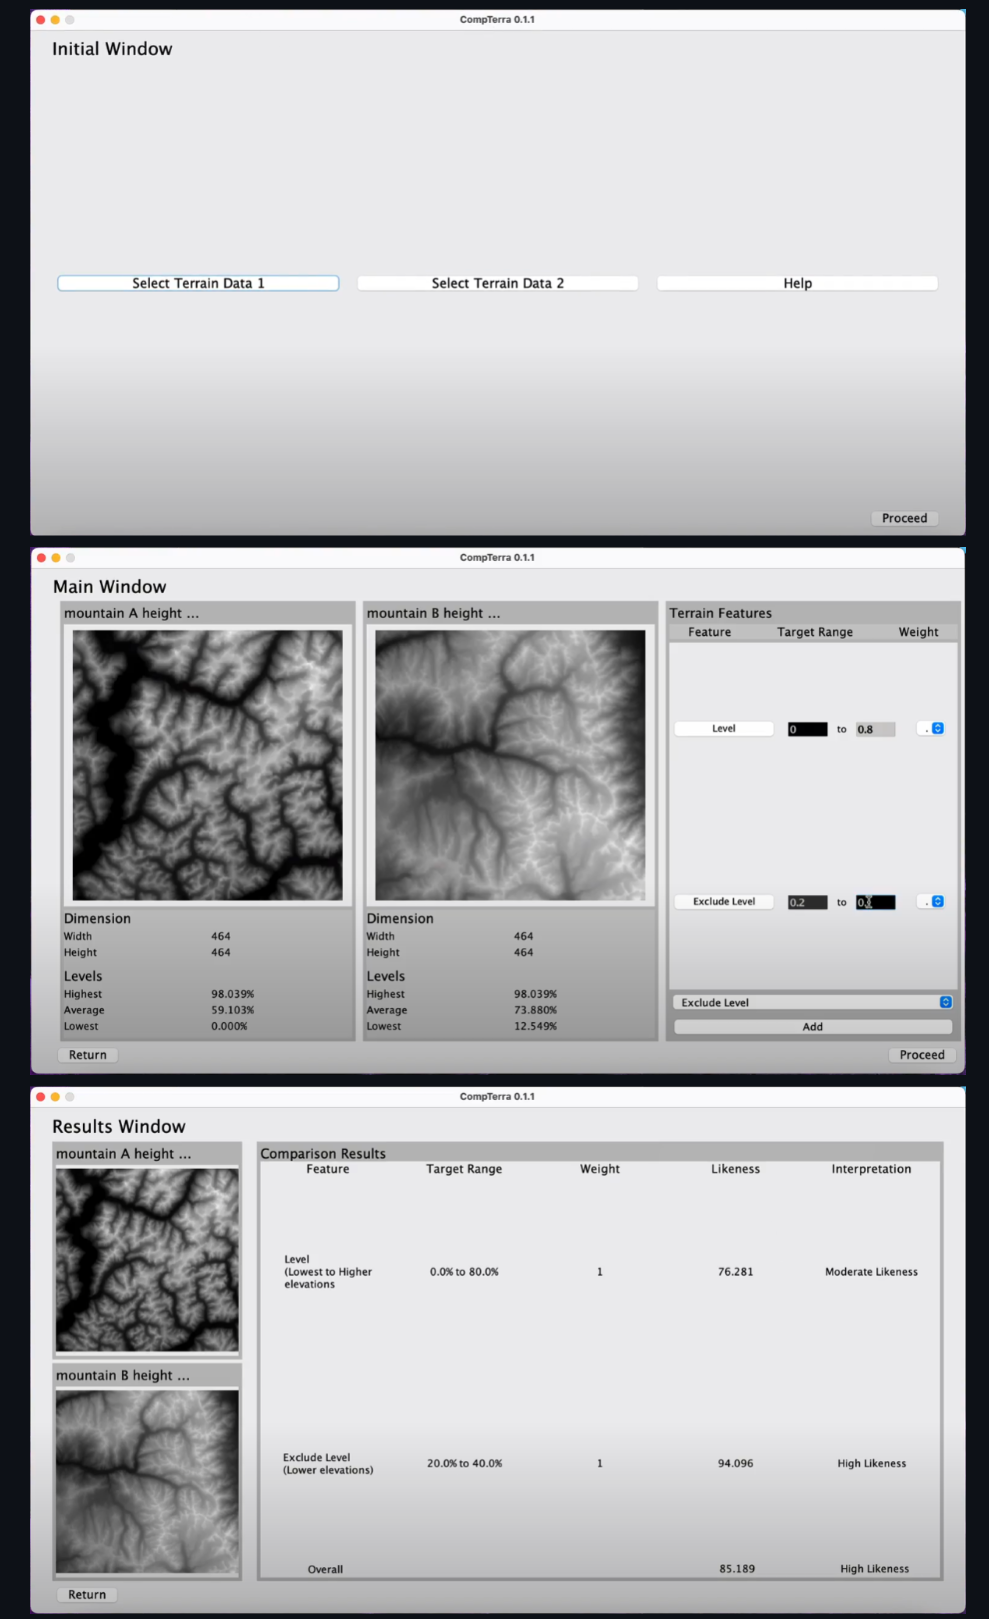 CompTerra 0.1.1
Initial Window
Select Terrain Data 1
Select Terrain Data 2
Help
Proceed
CompTerra 0.1.1
Main Window
mountain A height ...
mountain B height ...
Terrain Features
Feature Target Range Weight
Level 0 to 0.8 .
Exclude Level 0.2 to
Dimension
Width 464
Height 464
Levels
Highest 98.039%
Average 59.103%
Lowest 0.000%
Dimension
Width 464
Height 464
Levels
Highest 98.039%
Average 73.880%
Lowest 12.549%
Exclude Level
Add
Return
Proceed
CompTerra 0.1.1
Results Window
mountain A height ...
mountain B height ...
Comparison Results
Feature Target Range Weight Likeness Interpretation
Level
(Lowest to Higher
elevations
0.0% to 80.0% 1 76.281 Moderate Likeness
Exclude Level
(Lower elevations)
20.0% to 40.0% 1 94.096 High Likeness
Overall 85.189 High Likeness
Return